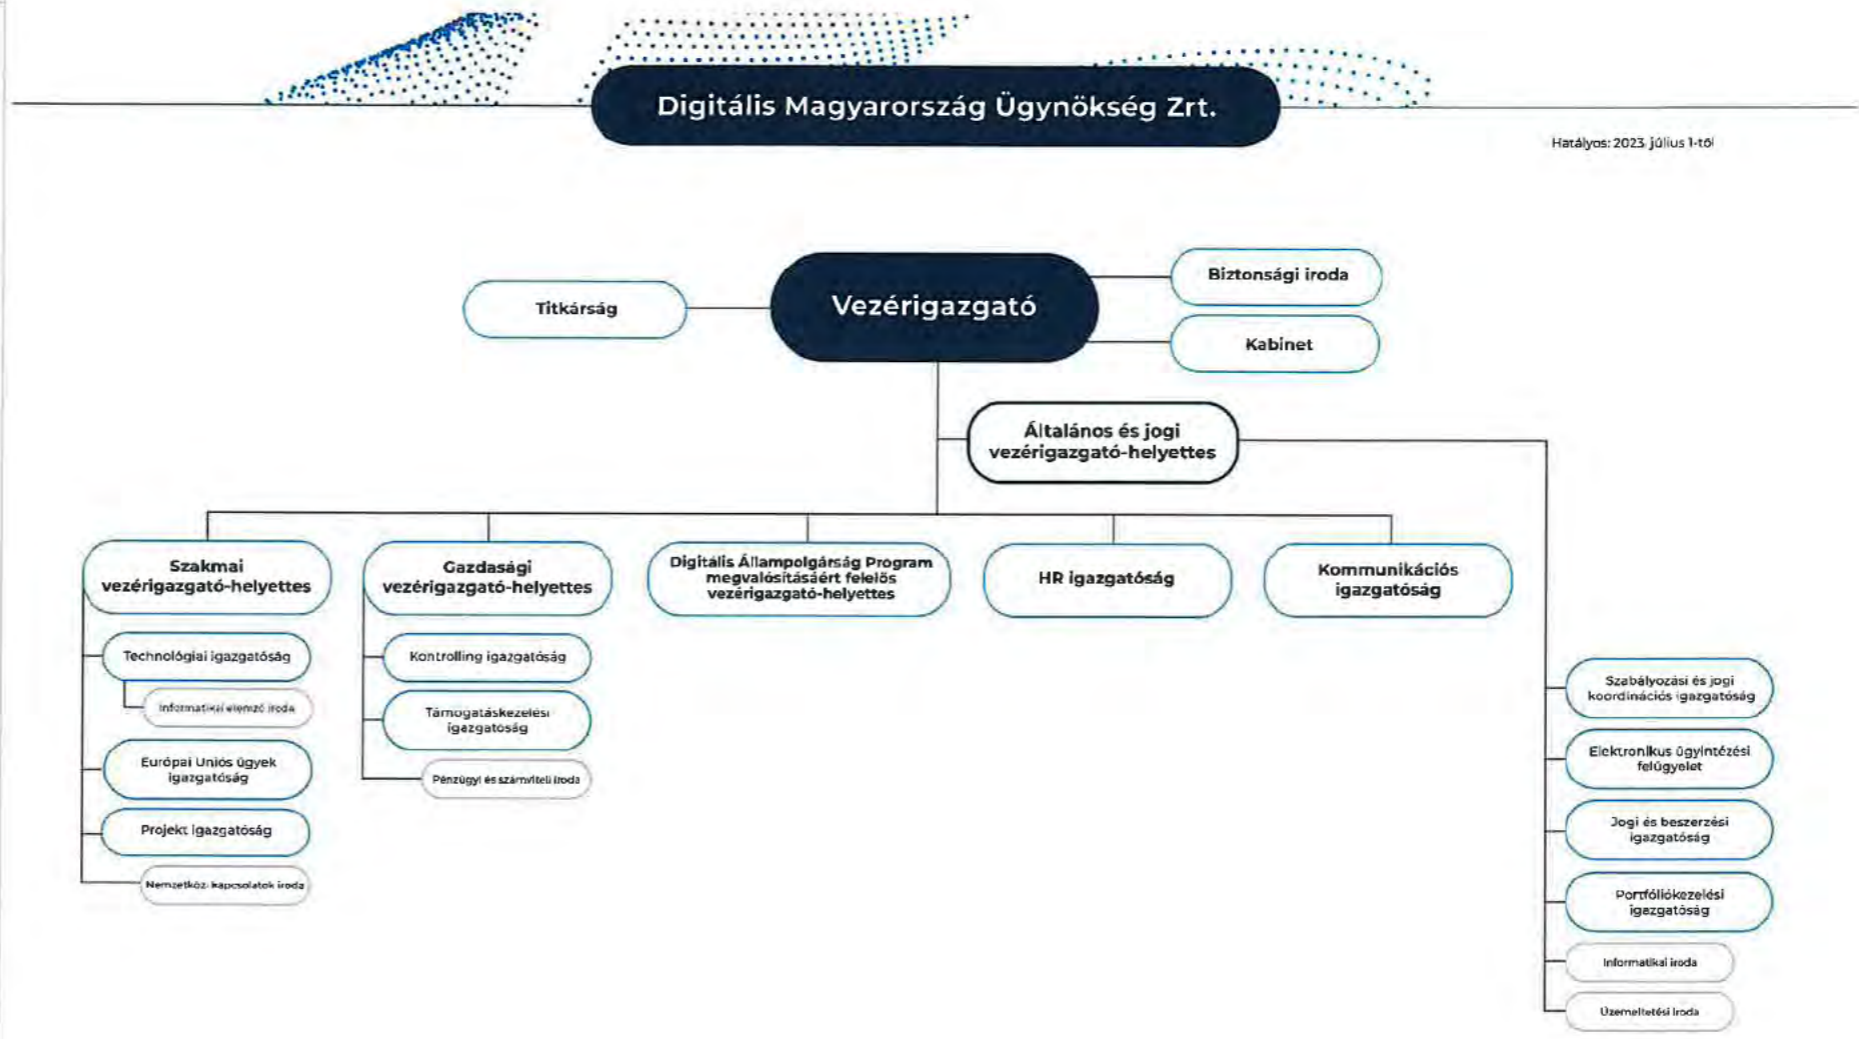 Digitális Magyarország Ügynökség Zrt.
Hatályos: 2023. július 1-től
Titkárság
Vezérigazgató
Biztonsági iroda
Kabinet
Általános és jogi
vezérigazgató-helyettes
Szakmai
vezérigazgató-helyettes
Gazdasági
vezérigazgató-helyettes
Digitális Állampolgárság Program
megvalósításáért felelős
vezérigazgató-helyettes
HR igazgatóság
Kommunikációs
igazgatóság
Technológiai igazgatóság
Informatikai elemző iroda
Európai Uniós ügyek
igazgatóság
Projekt igazgatóság
Nemzetközi kapcsolatok iroda
Kontrolling igazgatóság
Támogatáskezelési
igazgatóság
Pénzügyi és számviteli iroda
Szabályozási és jogi
koordinációs igazgatóság
Elektronikus ügyintézési
felügyelet
Jogi és beszerzési
igazgatóság
Portfóliókezelési
igazgatóság
Informatikai iroda
Üzemeltetési iroda